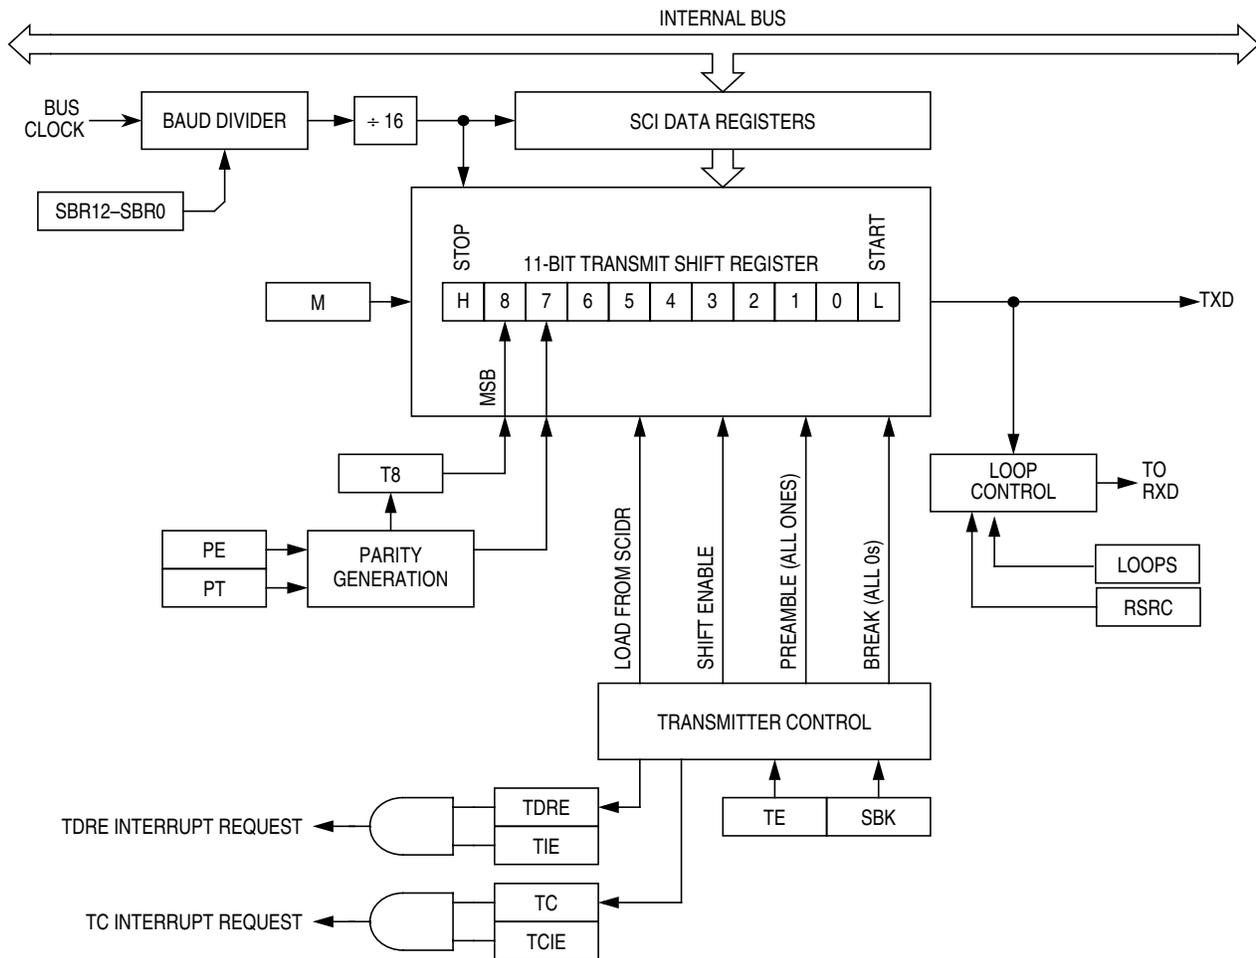 INTERNAL BUS
BUS
CLOCK
BAUD DIVIDER
÷ 16
SCI DATA REGISTERS
SBR12–SBR0
STOP
11-BIT TRANSMIT SHIFT REGISTER
START
M
H 8 7 6 5 4 3 2 1 0 L
TXD
MSB
T8
LOOP
CONTROL
TO
RXD
PE
PT
PARITY
GENERATION
LOAD FROM SCIDR
SHIFT ENABLE
PREAMBLE (ALL ONES)
BREAK (ALL 0s)
LOOPS
RSRC
TRANSMITTER CONTROL
TDRE INTERRUPT REQUEST
TDRE
TIE
TE
SBK
TC INTERRUPT REQUEST
TC
TCIE